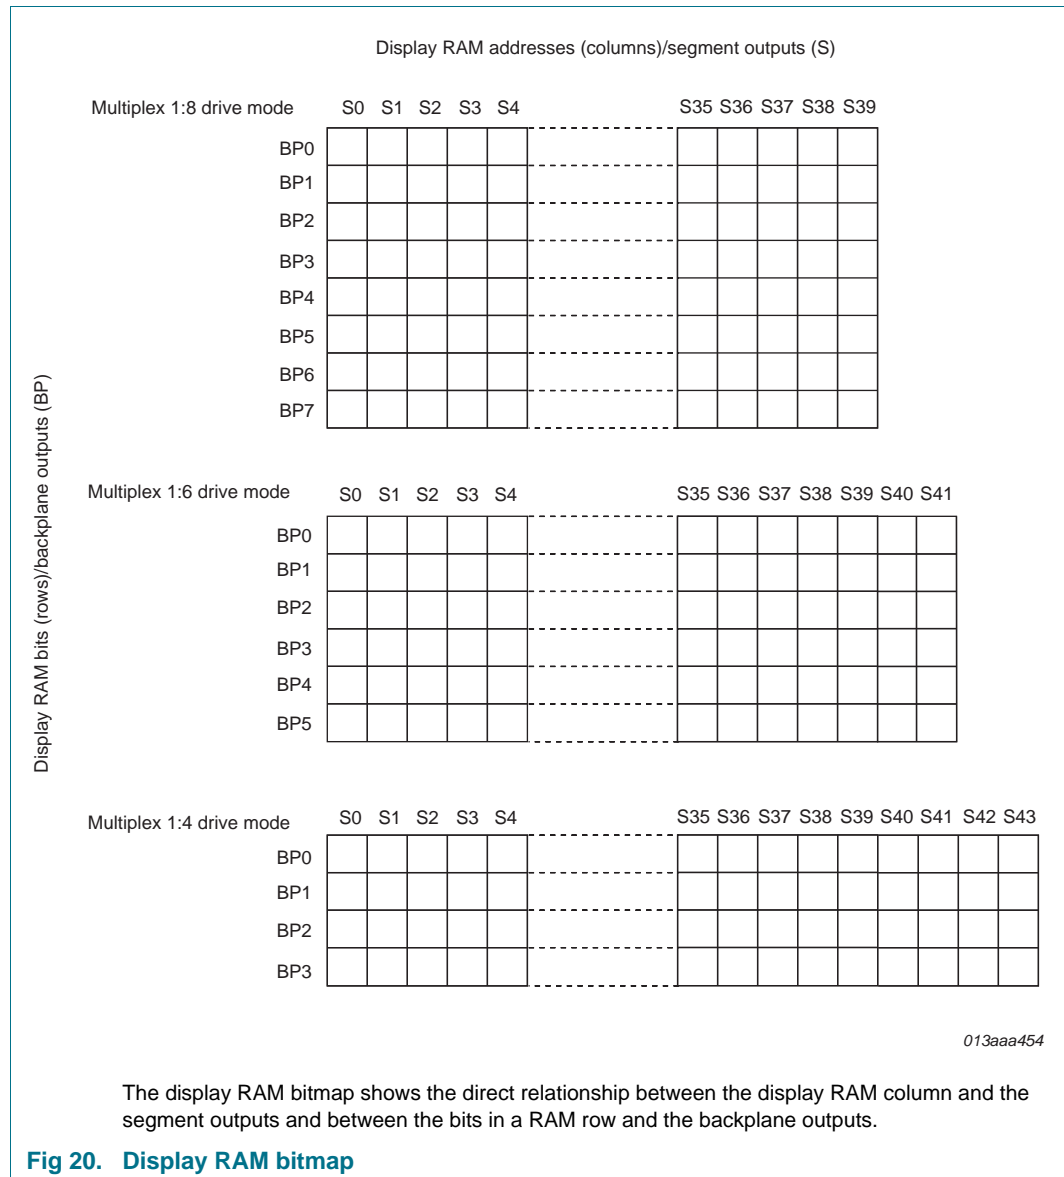 Display RAM addresses (columns)/segment outputs (S)
Multiplex 1:8 drive mode S0 S1 S2 S3 S4 S35 S36 S37 S38 S39
BP0
BP1
BP2
BP3
BP4
BP5
BP6
BP7
Display RAM bits (rows)/backplane outputs (BP)
Multiplex 1:6 drive mode S0 S1 S2 S3 S4 S35 S36 S37 S38 S39 S40 S41
BP0
BP1
BP2
BP3
BP4
BP5
Multiplex 1:4 drive mode S0 S1 S2 S3 S4 S35 S36 S37 S38 S39 S40 S41 S42 S43
BP0
BP1
BP2
BP3
013aaa454
The display RAM bitmap shows the direct relationship between the display RAM column and the
segment outputs and between the bits in a RAM row and the backplane outputs.
Fig 20. Display RAM bitmap